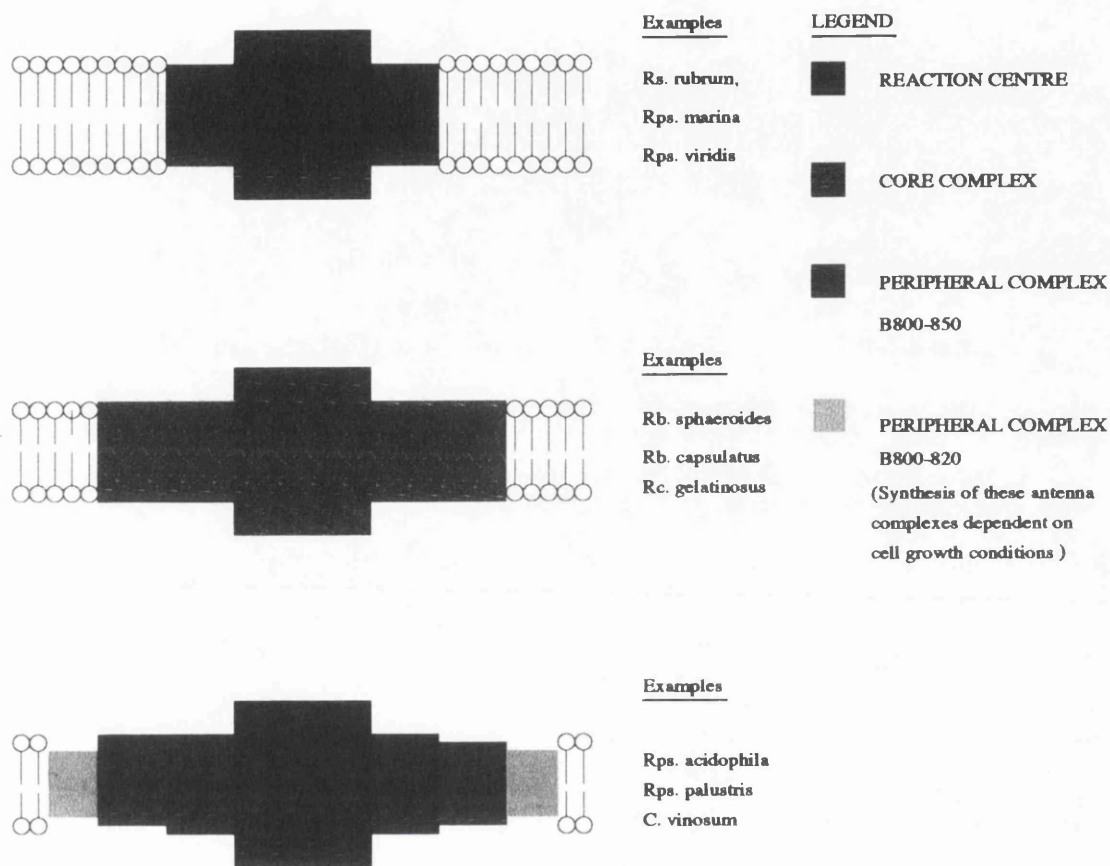 Examples
LEGEND
Rs. rubrum,
Rps. marina
Rps. viridis
REACTION CENTRE
CORE COMPLEX
PERIPHERAL COMPLEX
B800-850
Examples
Rb. sphaeroides
Rb. capsulatus
Rc. gelatinosus
PERIPHERAL COMPLEX
B800-820
(Synthesis of these antenna
complexes dependent on
cell growth conditions )
Examples
Rps. acidophila
Rps. palustris
C. vinosum